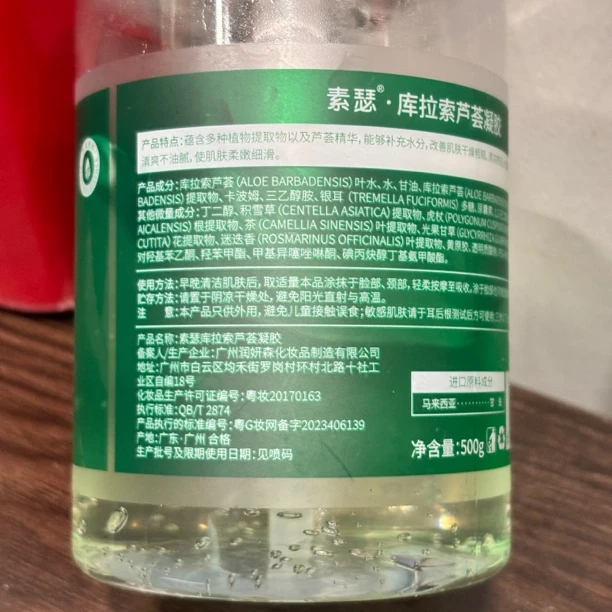 素瑟®·库拉索芦荟凝胶
产品特点:蕴含多种植物提取物以及芦荟精华,能够补充水分,改善肌肤干燥粗糙,
清爽不油腻,使肌肤柔嫩细滑。
产品成分:库拉索芦荟(ALOE BARBADENSIS)叶水、水、甘油、库拉索芦荟(ALOE
BADENSIS)提取物、卡波姆、三乙醇胺、银耳(TREMELLA FUCIFORMIS)多糖、
其他微量成分:丁二醇、积雪草(CENTELLA ASIATICA)提取物、虎杖(POLYGONUM
AICALENSIS)根提取物、茶(CAMELLIA SINENSIS)叶提取物、光果甘草(GLYCYRRHIZA
CUTITA)花提取物、迷迭香(ROSMARINUS OFFICINALIS)叶提取物、黄原胶、
对羟基苯乙酮、羟苯甲酯、甲基异噻唑啉酮、碘丙炔醇丁基氨甲酸酯。
使用方法:早晚清洁肌肤后,取适量本品涂抹于脸部、颈部,轻柔按摩至吸收。
贮存方法:请置于阴凉干燥处,避免阳光直射与高温。
注 意:本产品只供外用,避免儿童接触误食;敏感肌肤请于耳后根测试后方可使用;
产品名称:素瑟库拉索芦荟凝胶
备案人/生产企业:广州润妍森化妆品制造有限公司
地址:广州市白云区均禾街罗岗村环村北路十社工
业区自编18号
化妆品生产许可证编号:粤妆20170163
执行标准:QB/T 2874
产品执行的标准编号:粤G妆网备字2023406139
产地:广东·广州 合格
生产批号及限期使用日期:见喷码
进口原料成分
马来西亚··········甘 油
净含量:500g